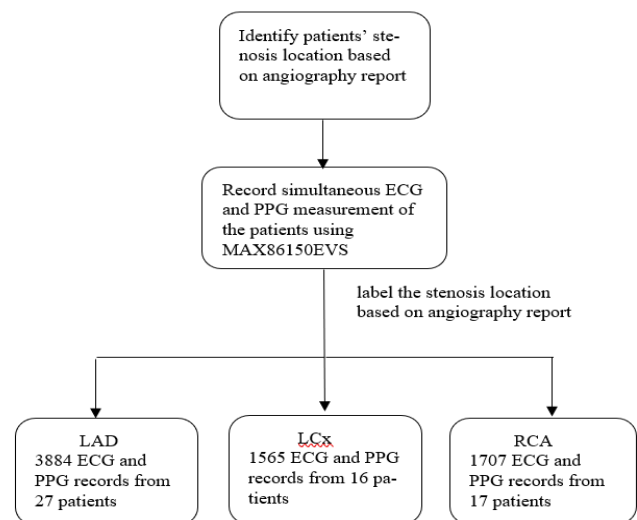 Identify patients' ste-
nosis location based
on angiography report
Record simultaneous ECG
and PPG measurement of
the patients using
MAX86150EVS
label the stenosis location
based on angiography report
LAD
3884 ECG and
PPG records from
27 patients
LCx
1565 ECG and PPG
records from 16 pa-
tients
RCA
1707 ECG and
PPG records from
17 patients